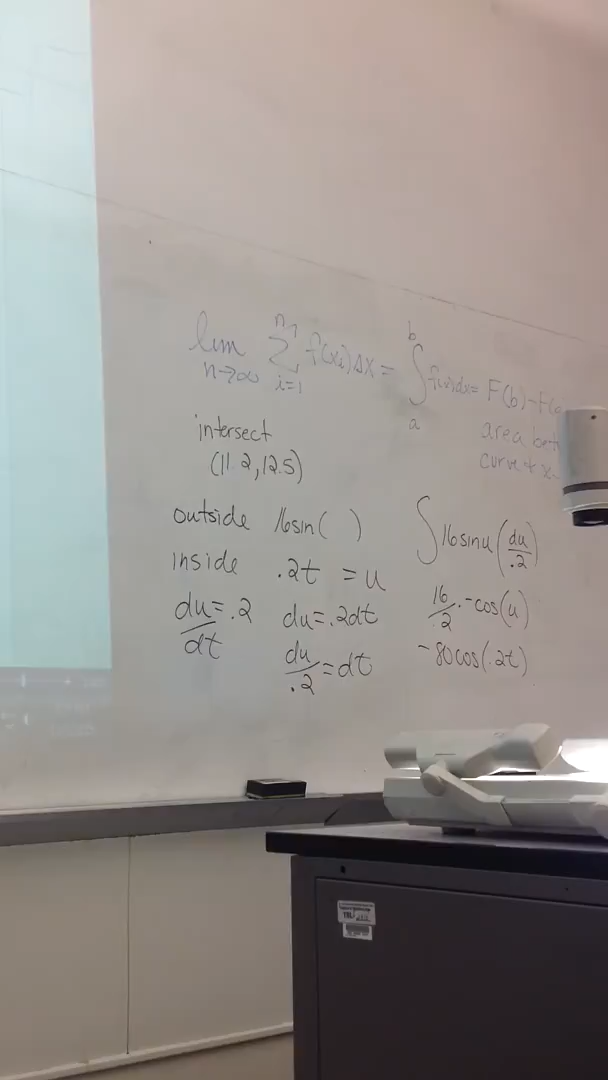 lim n→∞ Σ i=1 n f(xi)Δx = ∫ a b f(x)dx = F(b)-F(
area bet
curve + x-
intersect
(11.2, 12.5)
outside 16sin( )
inside .2t = u
du/dt = .2 du = .2dt
du/.2 = dt
∫16sinu(du/.2)
16/.2 · -cos(u)
-80cos(.2t)